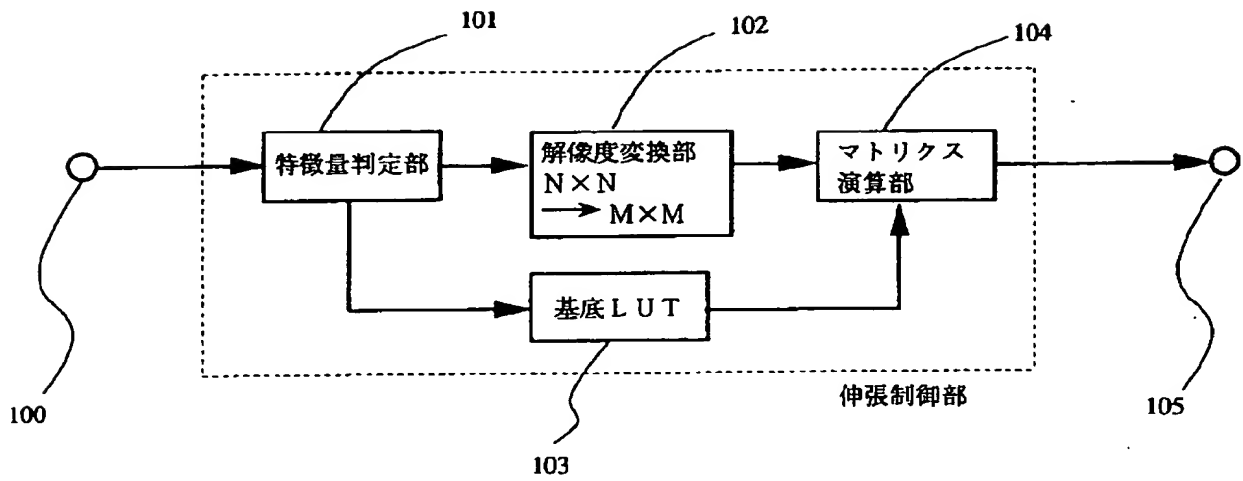 101
102
104
特徴量判定部
解像度変換部
N×N
→ M×M
マトリクス
演算部
基底LUT
伸張制御部
100
103
105